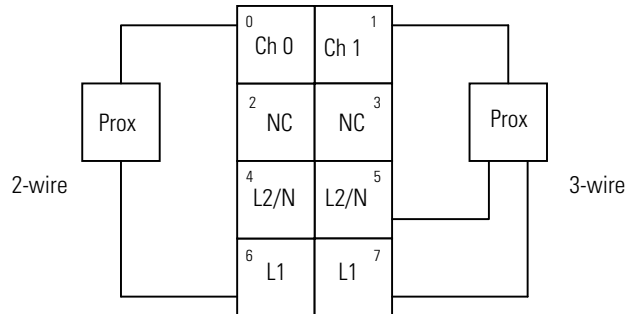 0 1
Ch 0 Ch 1
Prox 2 NC NC 3 Prox
2-wire 4 L2/N L2/N 5 3-wire
6 L1 L1 7